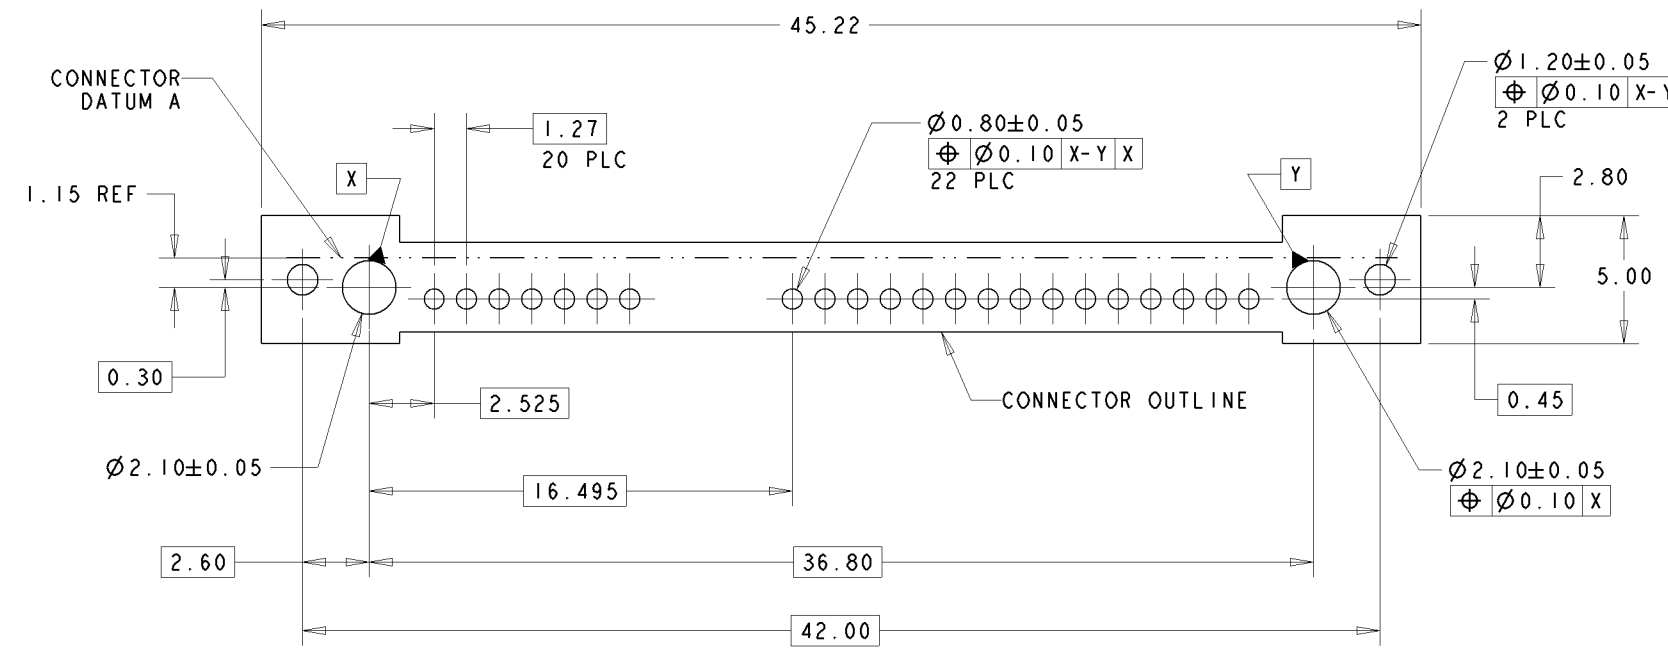 45.22
CONNECTOR
DATUM A
Ø1.20±0.05
⌖ Ø0.10 X-Y
2 PLC
1.27
20 PLC
Ø0.80±0.05
⌖ Ø0.10 X-Y X
22 PLC
X
Y
2.80
1.15 REF
5.00
0.30
2.525
CONNECTOR OUTLINE
0.45
Ø2.10±0.05
16.495
Ø2.10±0.05
⌖ Ø0.10 X
2.60
36.80
42.00